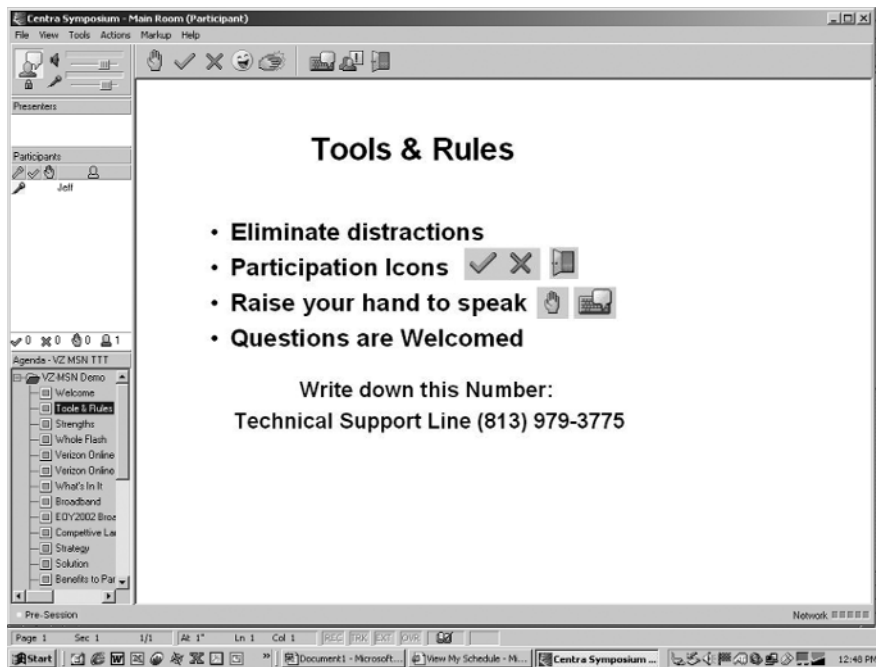 Centra Symposium - Main Room (Participant)
File View Tools Actions Markup Help
Presenters
Participants
Jeff
Tools & Rules
• Eliminate distractions
• Participation Icons
• Raise your hand to speak
• Questions are Welcomed
Write down this Number:
Technical Support Line (813) 979-3775
0 0 0 1
Agenda - VZ MSN TTT
VZ-MSN Demo
Welcome
Tools & Rules
Strengths
Whole Flash
Verizon Online
Verizon Online
What's In It
Broadband
EOY2002 Broa
Competitive La
Strategy
Solution
Benefits to Par
Pre-Session
Network
Page 1 Sec 1 1/1 At 1" Ln 1 Col 1 REC TRK EXT OVR
Start » Document1 - Microsoft... View My Schedule - Mi... Centra Symposium ... 12:48 PM